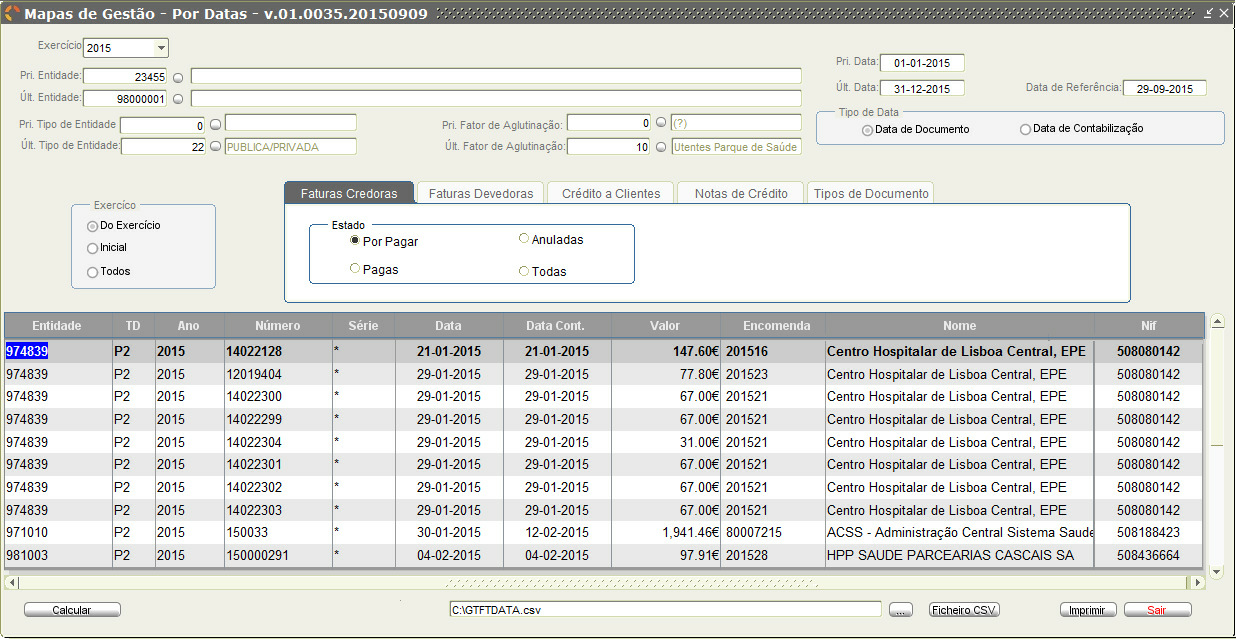 Mapas de Gestão - Por Datas - v.01.0035.20150909
Exercício 2015
Pri. Entidade: 23455
Últ. Entidade: 98000001
Pri. Tipo de Entidade 0
Últ. Tipo de Entidade: 22 PUBLICA/PRIVADA
Pri. Fator de Aglutinação: 0 (?)
Últ. Fator de Aglutinação: 10 Utentes Parque de Saúde
Pri. Data: 01-01-2015
Últ. Data: 31-12-2015 Data de Referência: 29-09-2015
Tipo de Data
Data de Documento Data de Contabilização
Exercíco
Do Exercício
Inicial
Todos
Faturas Credoras Faturas Devedoras Crédito a Clientes Notas de Crédito Tipos de Documento
Estado
Por Pagar Anuladas
Pagas Todas
Entidade TD Ano Número Série Data Data Cont. Valor Encomenda Nome Nif
974839 P2 2015 14022128 * 21-01-2015 21-01-2015 147.60€ 201516 Centro Hospitalar de Lisboa Central, EPE 508080142
974839 P2 2015 12019404 * 29-01-2015 29-01-2015 77.80€ 201523 Centro Hospitalar de Lisboa Central, EPE 508080142
974839 P2 2015 14022300 * 29-01-2015 29-01-2015 67.00€ 201521 Centro Hospitalar de Lisboa Central, EPE 508080142
974839 P2 2015 14022299 * 29-01-2015 29-01-2015 67.00€ 201521 Centro Hospitalar de Lisboa Central, EPE 508080142
974839 P2 2015 14022304 * 29-01-2015 29-01-2015 31.00€ 201521 Centro Hospitalar de Lisboa Central, EPE 508080142
974839 P2 2015 14022301 * 29-01-2015 29-01-2015 67.00€ 201521 Centro Hospitalar de Lisboa Central, EPE 508080142
974839 P2 2015 14022302 * 29-01-2015 29-01-2015 67.00€ 201521 Centro Hospitalar de Lisboa Central, EPE 508080142
974839 P2 2015 14022303 * 29-01-2015 29-01-2015 67.00€ 201521 Centro Hospitalar de Lisboa Central, EPE 508080142
971010 P2 2015 150033 * 30-01-2015 12-02-2015 1,941.46€ 80007215 ACSS - Administração Central Sistema Saude 508188423
981003 P2 2015 150000291 * 04-02-2015 04-02-2015 97.91€ 201528 HPP SAUDE PARCEARIAS CASCAIS SA 508436664
Calcular C:\GTFTDATA.csv ... Ficheiro CSV Imprimir Sair